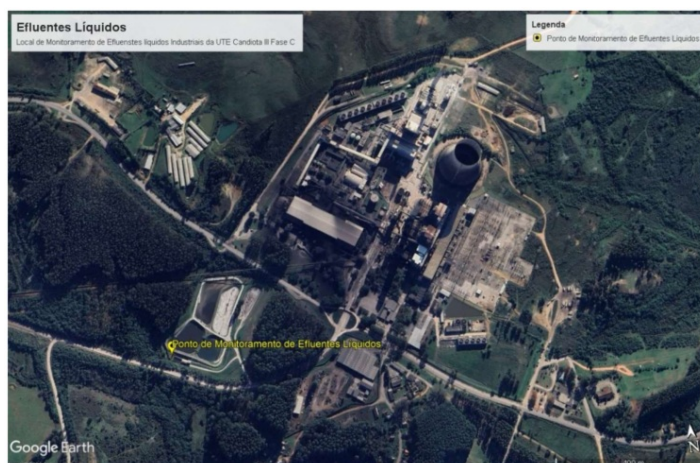 Efluentes Líquidos
Local de Monitoramento de Efluenstes líquidos Industriais da UTE Candiota III Fase C
Legenda
Ponto de Monitoramento de Efluentes Líquidos
Ponto de Monitoramento de Efluentes Líquidos
Google Earth
N